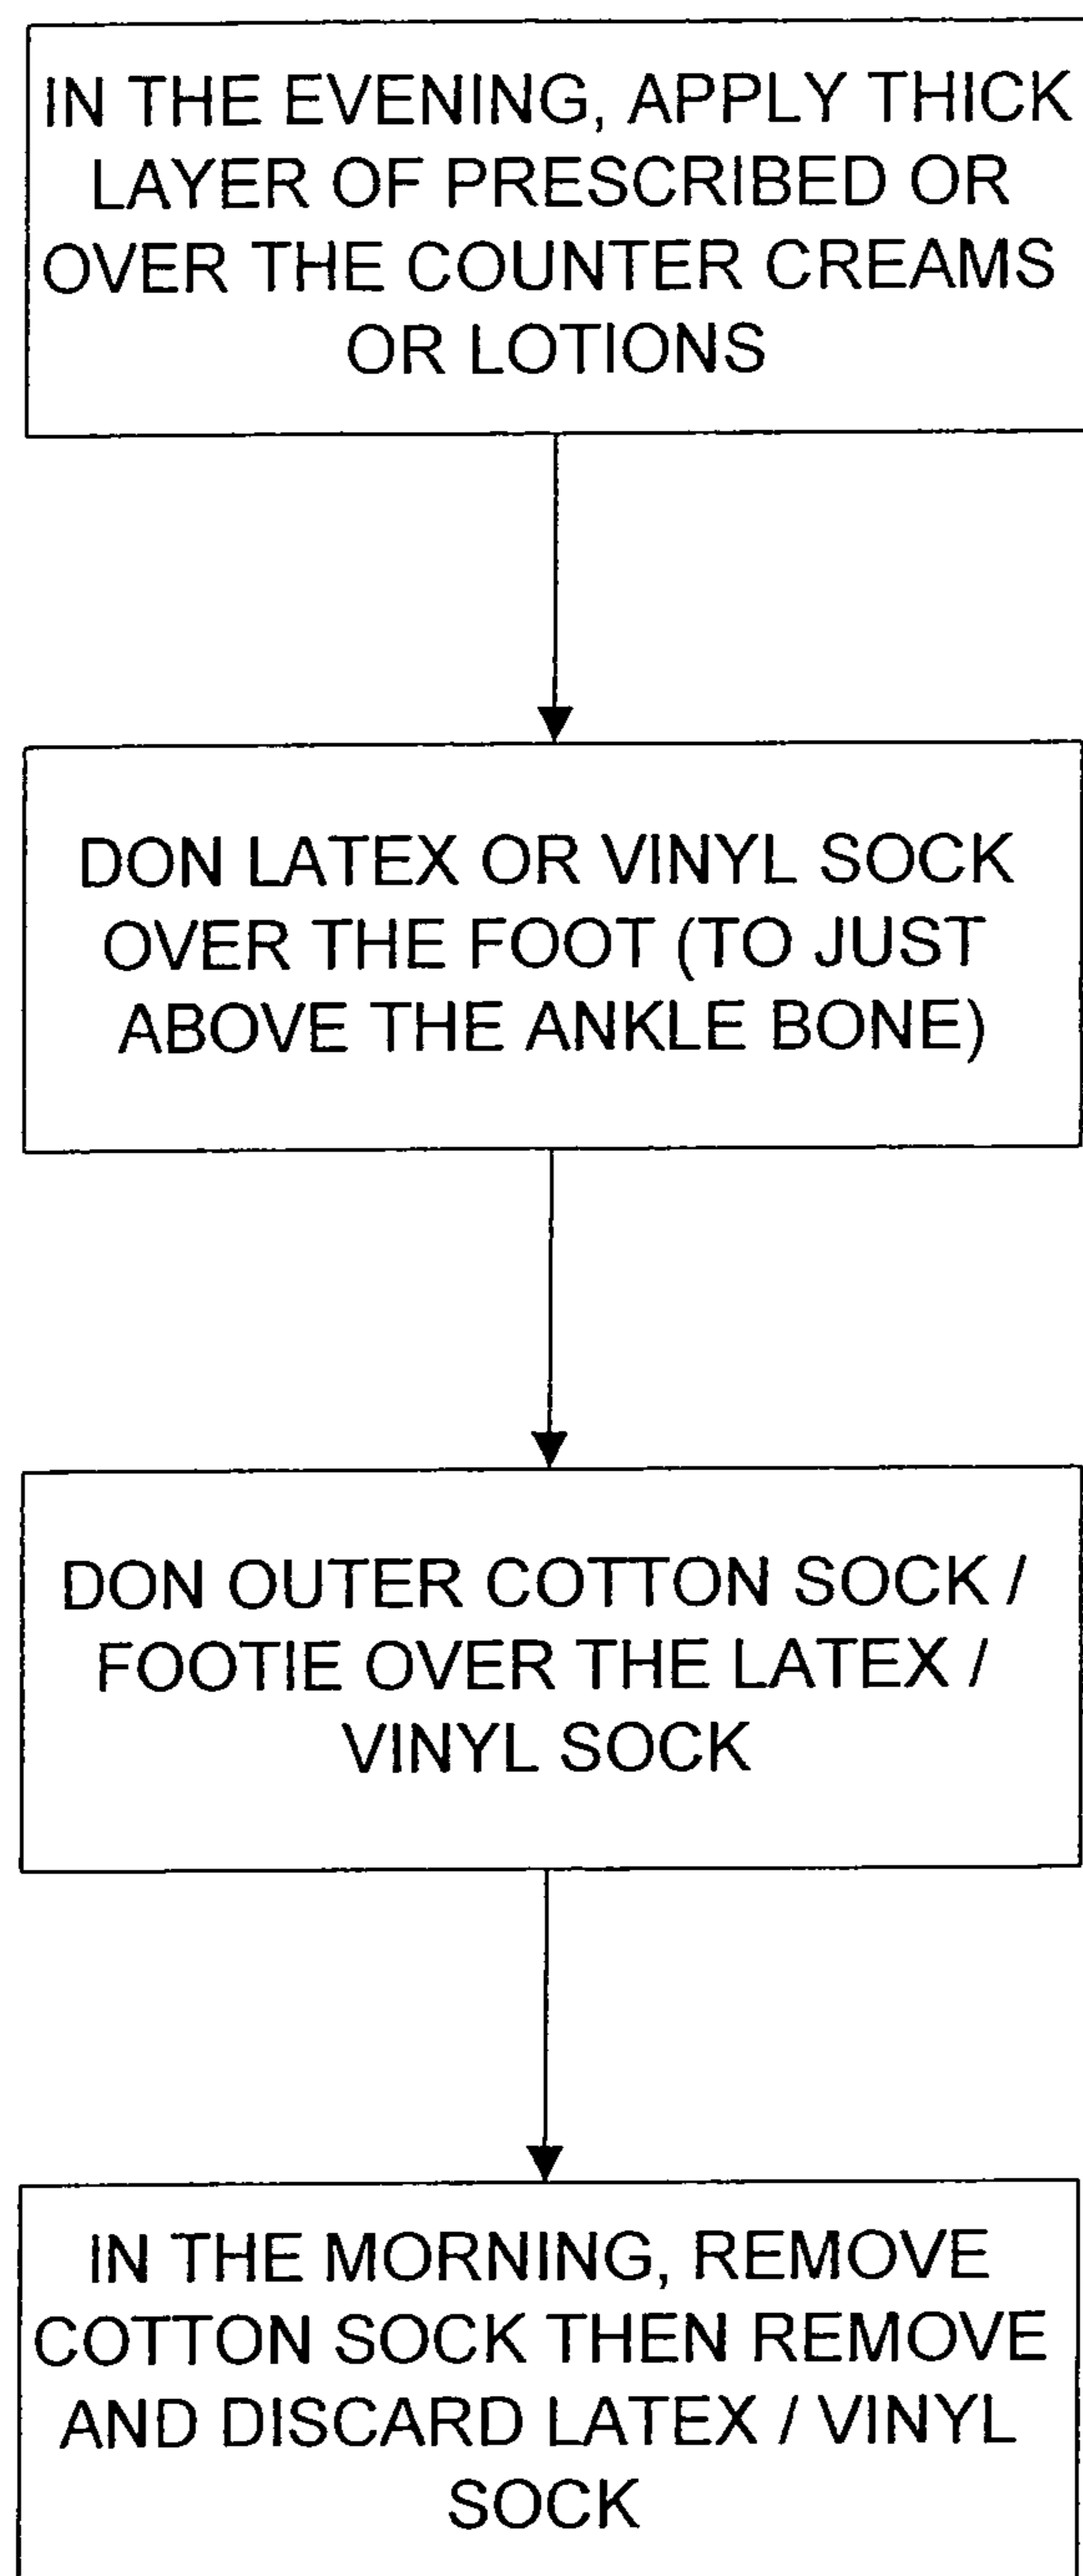 IN THE EVENING, APPLY THICK
LAYER OF PRESCRIBED OR
OVER THE COUNTER CREAMS
OR LOTIONS
DON LATEX OR VINYL SOCK
OVER THE FOOT (TO JUST
ABOVE THE ANKLE BONE)
DON OUTER COTTON SOCK /
FOOTIE OVER THE LATEX /
VINYL SOCK
IN THE MORNING, REMOVE
COTTON SOCK THEN REMOVE
AND DISCARD LATEX / VINYL
SOCK